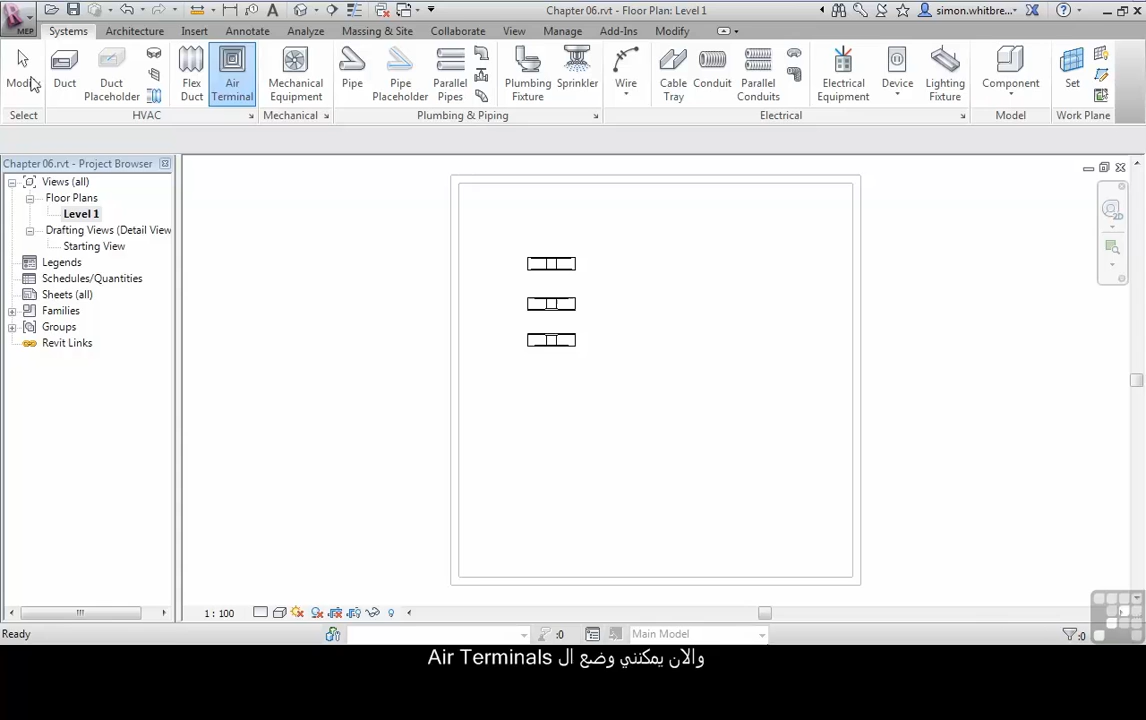 Chapter 06.rvt - Floor Plan: Level 1
simon.whitbre...
MEP
Systems Architecture Insert Annotate Analyze Massing & Site Collaborate View Manage Add-Ins Modify
Modify
Duct
Duct Placeholder
Flex Duct
Air Terminal
Mechanical Equipment
Pipe
Pipe Placeholder
Parallel Pipes
Plumbing Fixture
Sprinkler
Wire
Cable Tray
Conduit
Parallel Conduits
Electrical Equipment
Device
Lighting Fixture
Component
Set
Select HVAC Mechanical Plumbing & Piping Electrical Model Work Plane
Chapter 06.rvt - Project Browser
Views (all)
Floor Plans
Level 1
Drafting Views (Detail View
Starting View
Legends
Schedules/Quantities
Sheets (all)
Families
Groups
Revit Links
2D
1 : 100
Ready
:0
Main Model
:0
والان يمكنني وضع ال Air Terminals